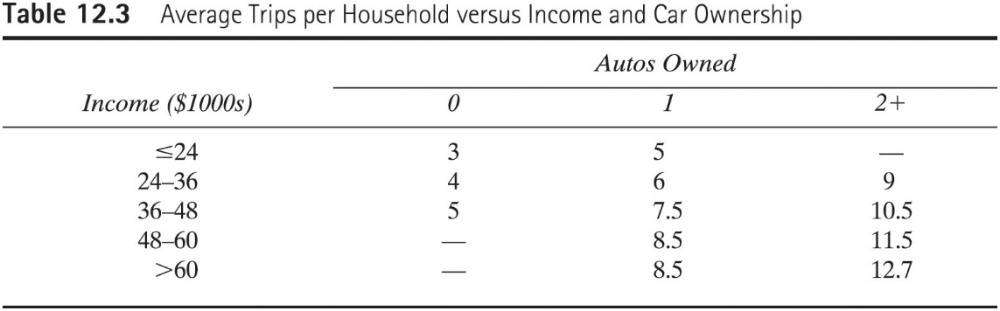 Table 12.3 Average Trips per Household versus Income and Car Ownership
Autos Owned
Income ($1000s) 0 1 2+
≤24 3 5 —
24–36 4 6 9
36–48 5 7.5 10.5
48–60 — 8.5 11.5
>60 — 8.5 12.7